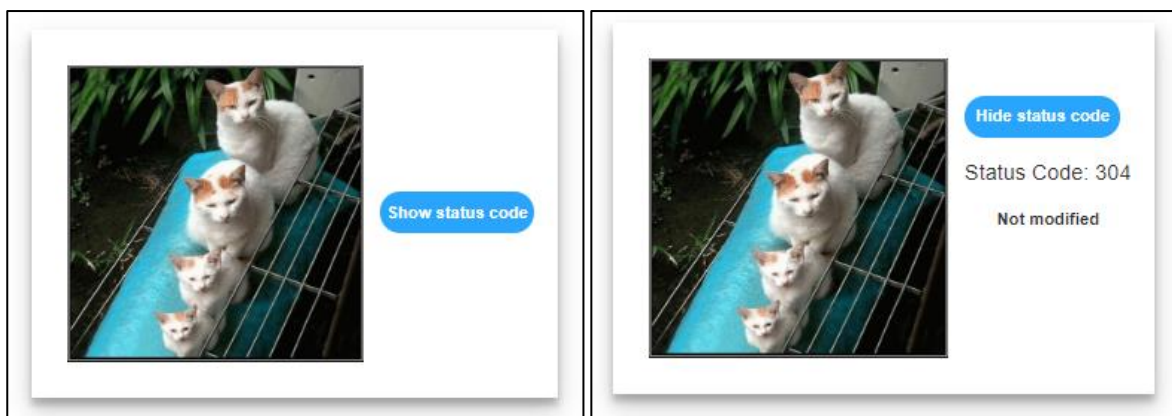 Show status code
Hide status code
Status Code: 304
Not modified